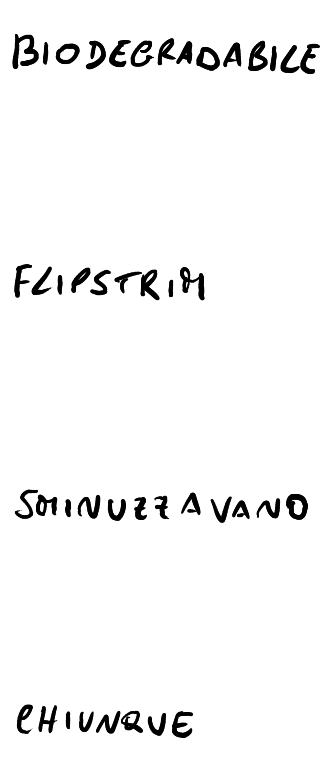 BIODEGRADABILE
FLIPSTRIM
SMINUZZAVANO
CHIUNQUE